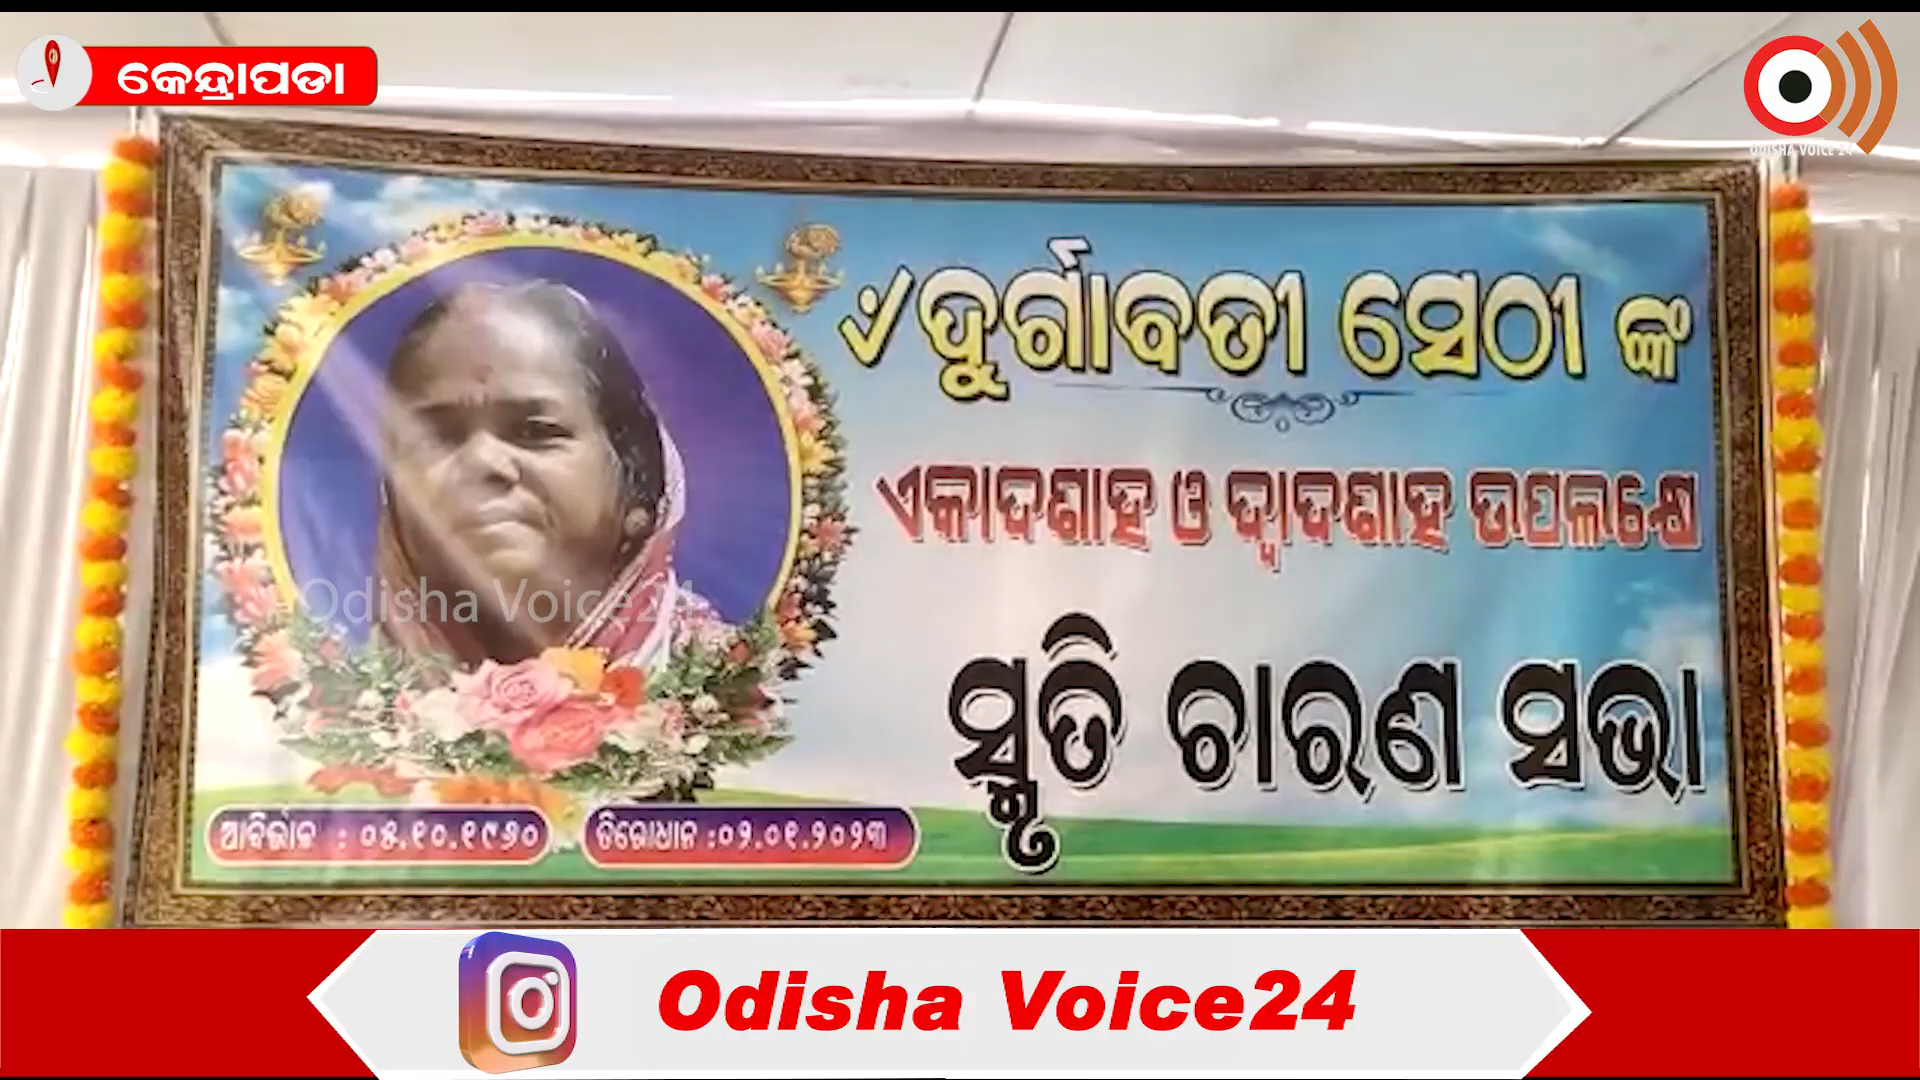 କେନ୍ଦ୍ରାପଡା
ODISHA VOICE 24
୰ଦୁର୍ଗାବତୀ ସେଠୀ ଙ୍କ
ଏକାଦଶାହ ଓ ଦ୍ୱାଦଶାହ ଉପଲକ୍ଷେ
ସ୍ମୃତି ଚାରଣ ସଭା
Odisha Voice24
ଆବିର୍ଭାବ : ୦୫.୧୦.୧୯୬୦
ତିରୋଧାନ :୦୨.୦୧.୨୦୨୩
Odisha Voice24